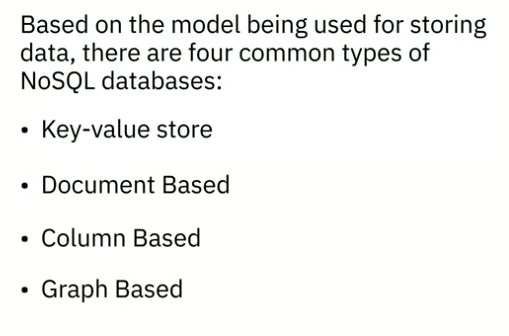 Based on the model being used for storing
data, there are four common types of
NoSQL databases:
• Key-value store
• Document Based
• Column Based
• Graph Based